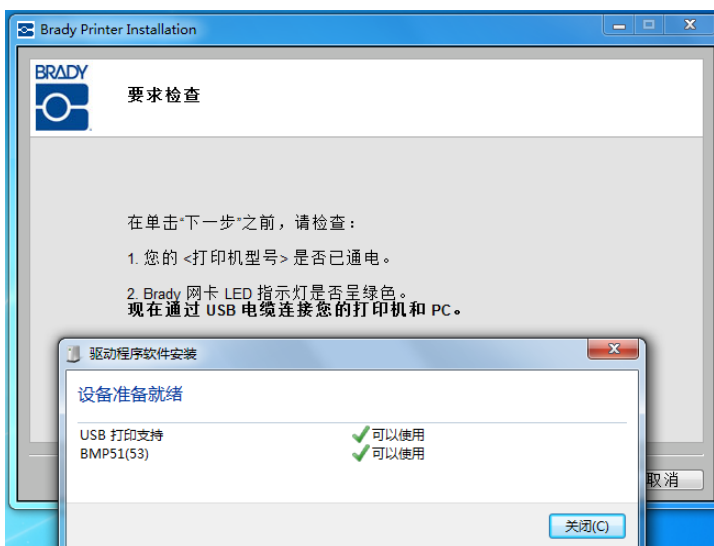 Brady Printer Installation
BRADY
要求检查
在单击“下一步”之前，请检查：
1. 您的 <打印机型号> 是否已通电。
2. Brady 网卡 LED 指示灯是否呈绿色。
现在通过 USB 电缆连接您的打印机和 PC。
驱动程序软件安装
设备准备就绪
USB 打印支持 可以使用
BMP51(53) 可以使用
取消
关闭(C)